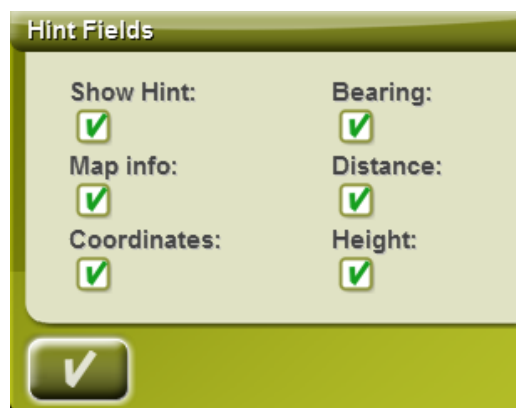 Hint Fields
Show Hint: Bearing:
Map info: Distance:
Coordinates: Height: